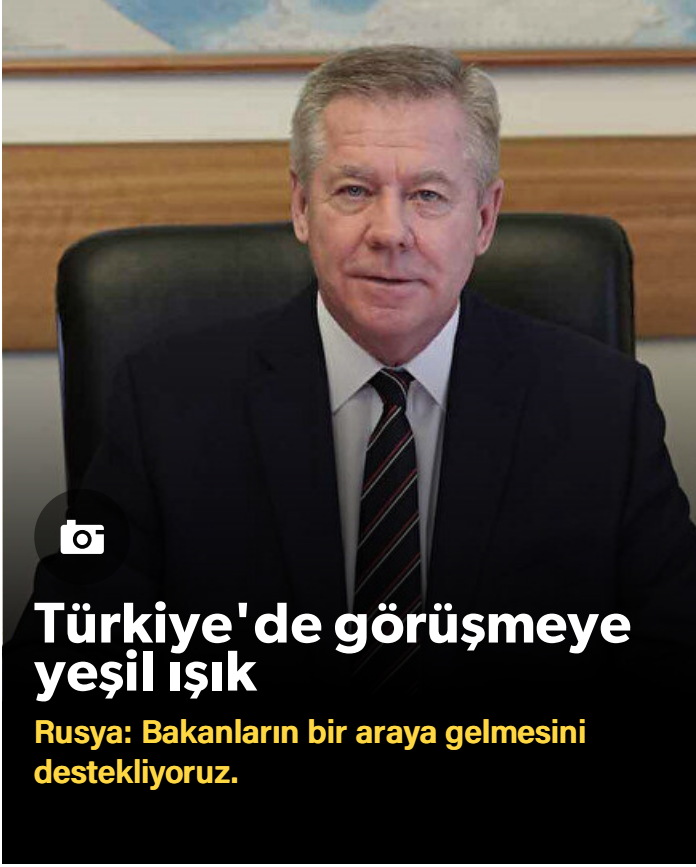 Türkiye'de görüşmeye
yeşil ışık
Rusya: Bakanların bir araya gelmesini
destekliyoruz.